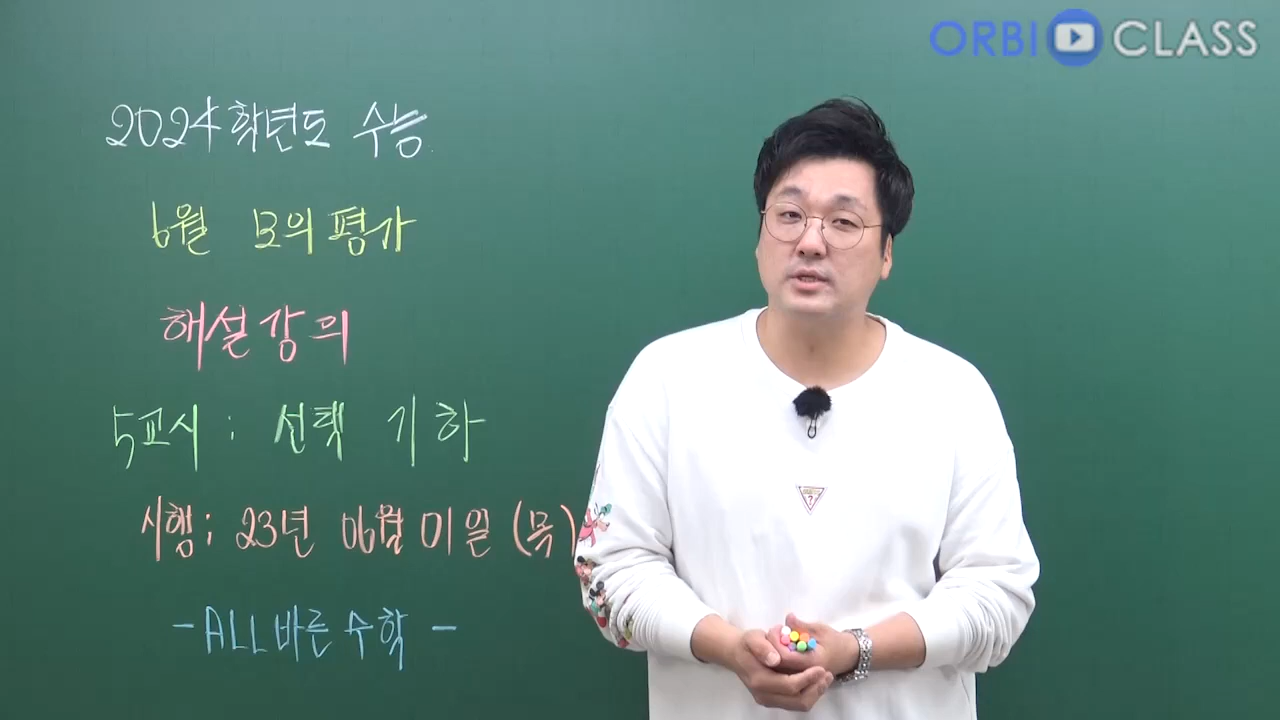 ORBI CLASS
2024학년도 수능
6월 모의평가
해설강의
5교시 : 선택 기하
시행 : 23년 06월 01일 (목)
- ALL바른 수학 -
?